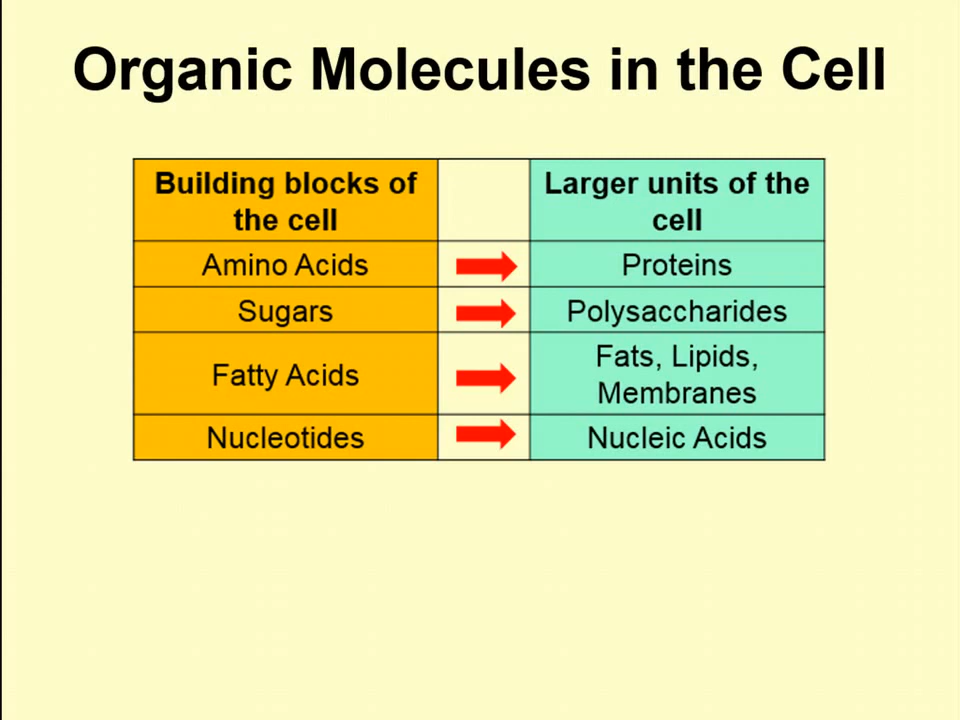 Organic Molecules in the Cell
Building blocks of
the cell
Larger units of the
cell
Amino Acids
Proteins
Sugars
Polysaccharides
Fatty Acids
Fats, Lipids,
Membranes
Nucleotides
Nucleic Acids